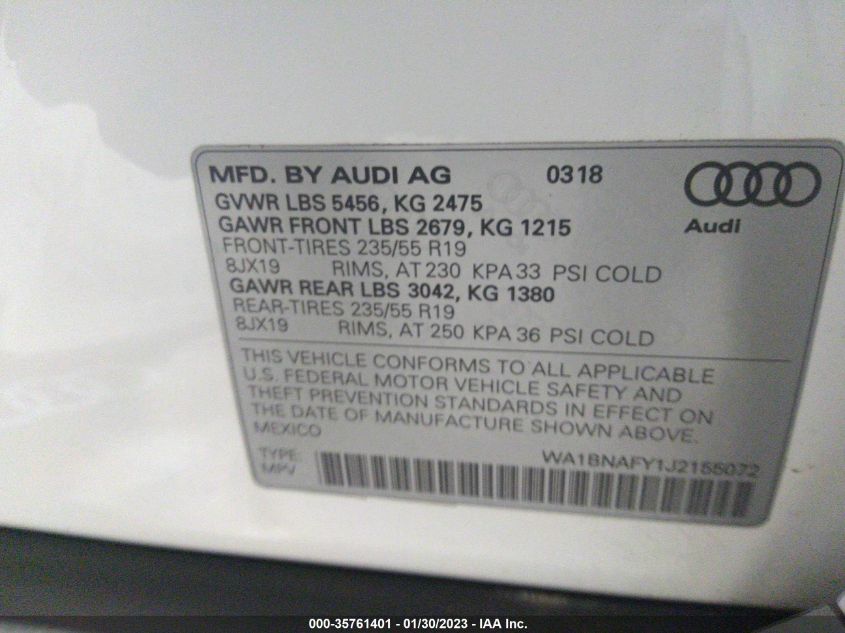 MFD. BY AUDI AG 0318
GVWR LBS 5456, KG 2475
GAWR FRONT LBS 2679, KG 1215
Audi
FRONT-TIRES 235/55 R19
8JX19 RIMS, AT 230 KPA 33 PSI COLD
GAWR REAR LBS 3042, KG 1380
REAR-TIRES 235/55 R19
8JX19 RIMS, AT 250 KPA 36 PSI COLD
THIS VEHICLE CONFORMS TO ALL APPLICABLE
U.S. FEDERAL MOTOR VEHICLE SAFETY AND
THEFT PREVENTION STANDARDS IN EFFECT ON
THE DATE OF MANUFACTURE SHOWN ABOVE.
MEXICO
TYPE: WA1BNAFY1J2155072
MPV
000-35761401 - 01/30/2023 - IAA Inc.